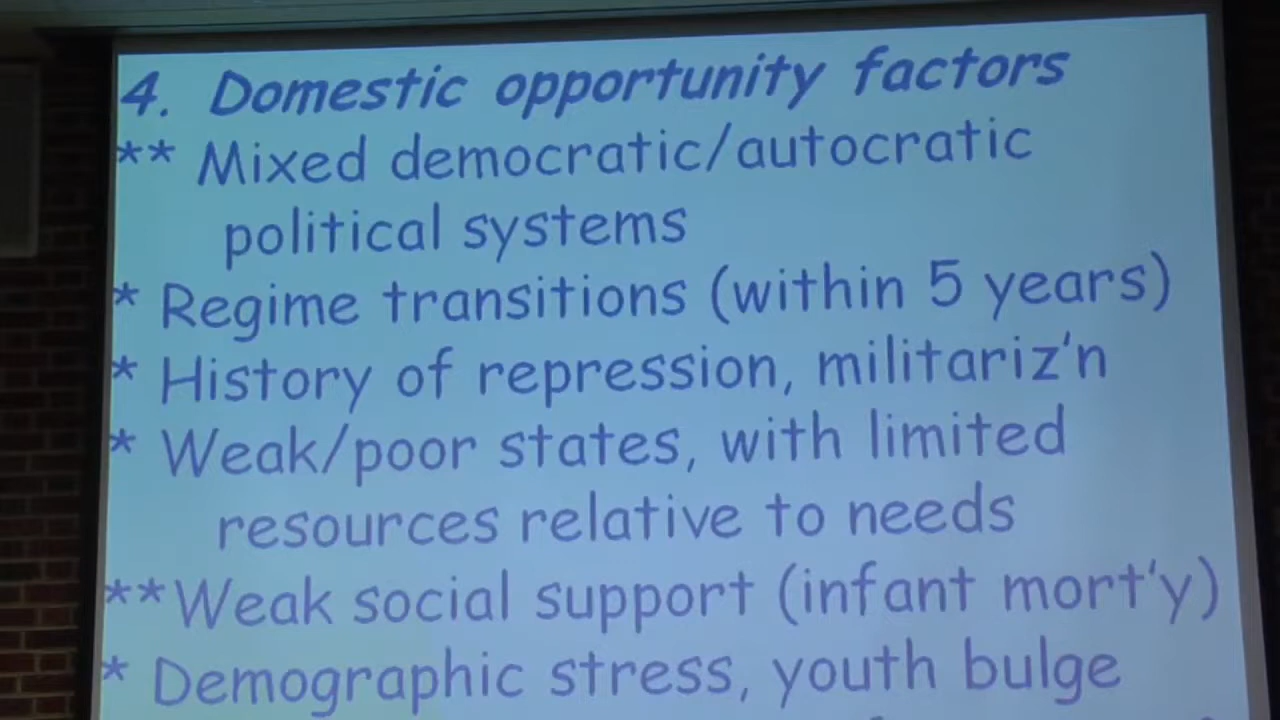 4. Domestic opportunity factors
** Mixed democratic/autocratic
political systems
* Regime transitions (within 5 years)
* History of repression, militariz'n
* Weak/poor states, with limited
resources relative to needs
**Weak social support (infant mort'y)
* Demographic stress, youth bulge